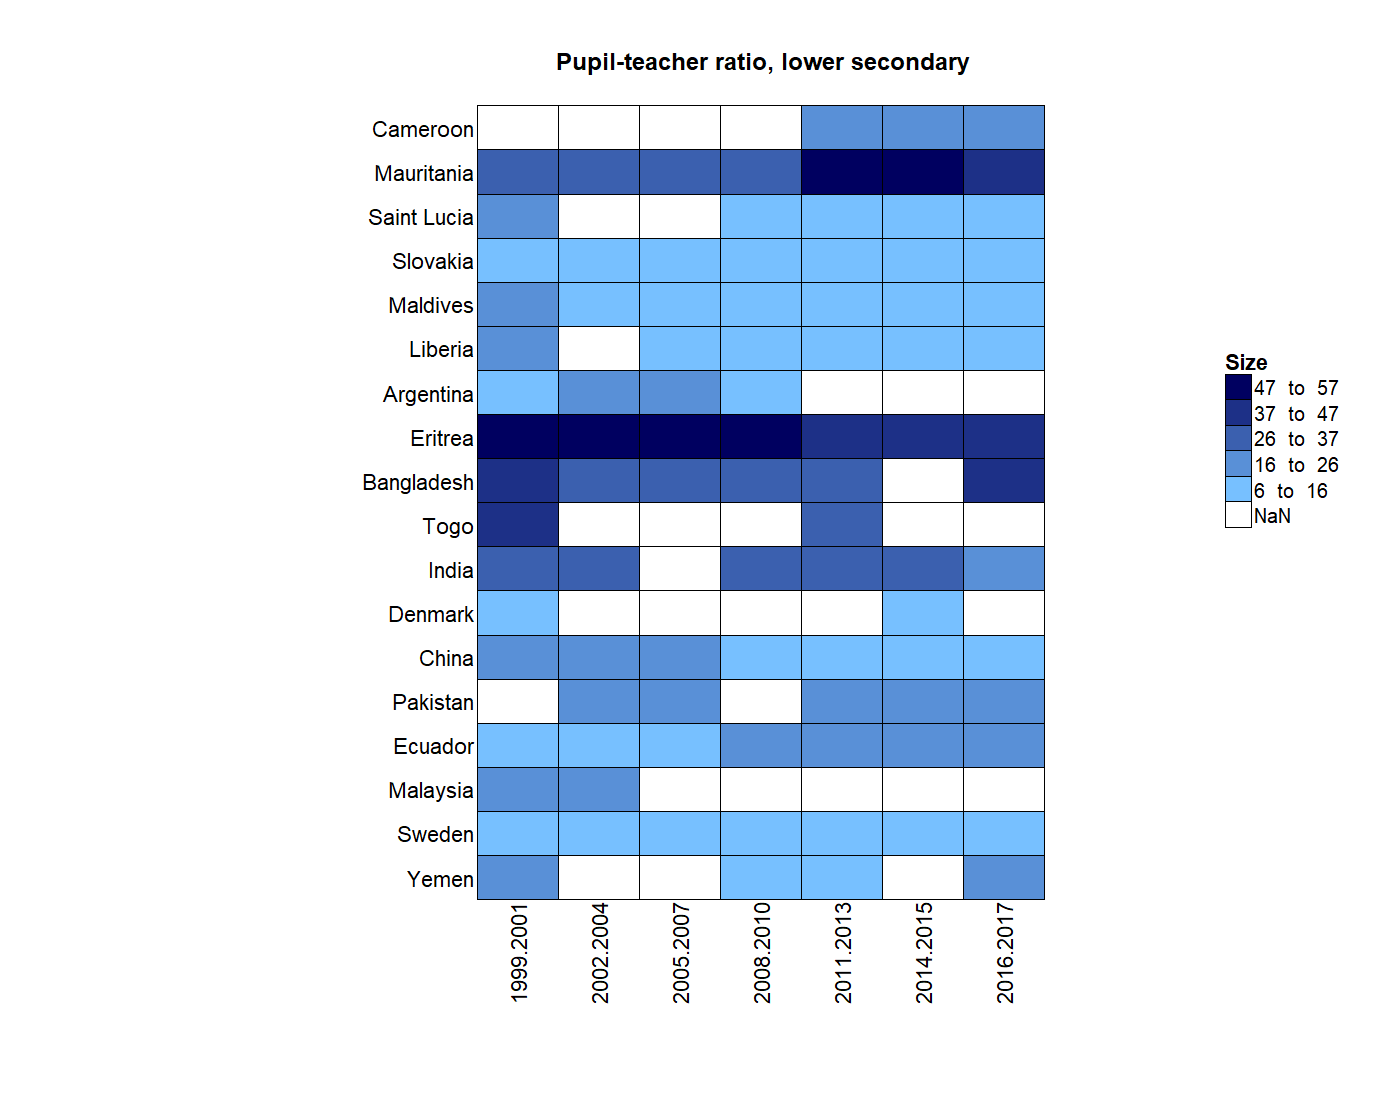 Pupil-teacher ratio, lower secondary
Cameroon
Mauritania
Saint Lucia
Slovakia
Maldives
Liberia
Argentina
Eritrea
Bangladesh
Togo
India
Denmark
China
Pakistan
Ecuador
Malaysia
Sweden
Yemen
1999.2001
2002.2004
2005.2007
2008.2010
2011.2013
2014.2015
2016.2017
Size
47 to 57
37 to 47
26 to 37
16 to 26
6 to 16
NaN